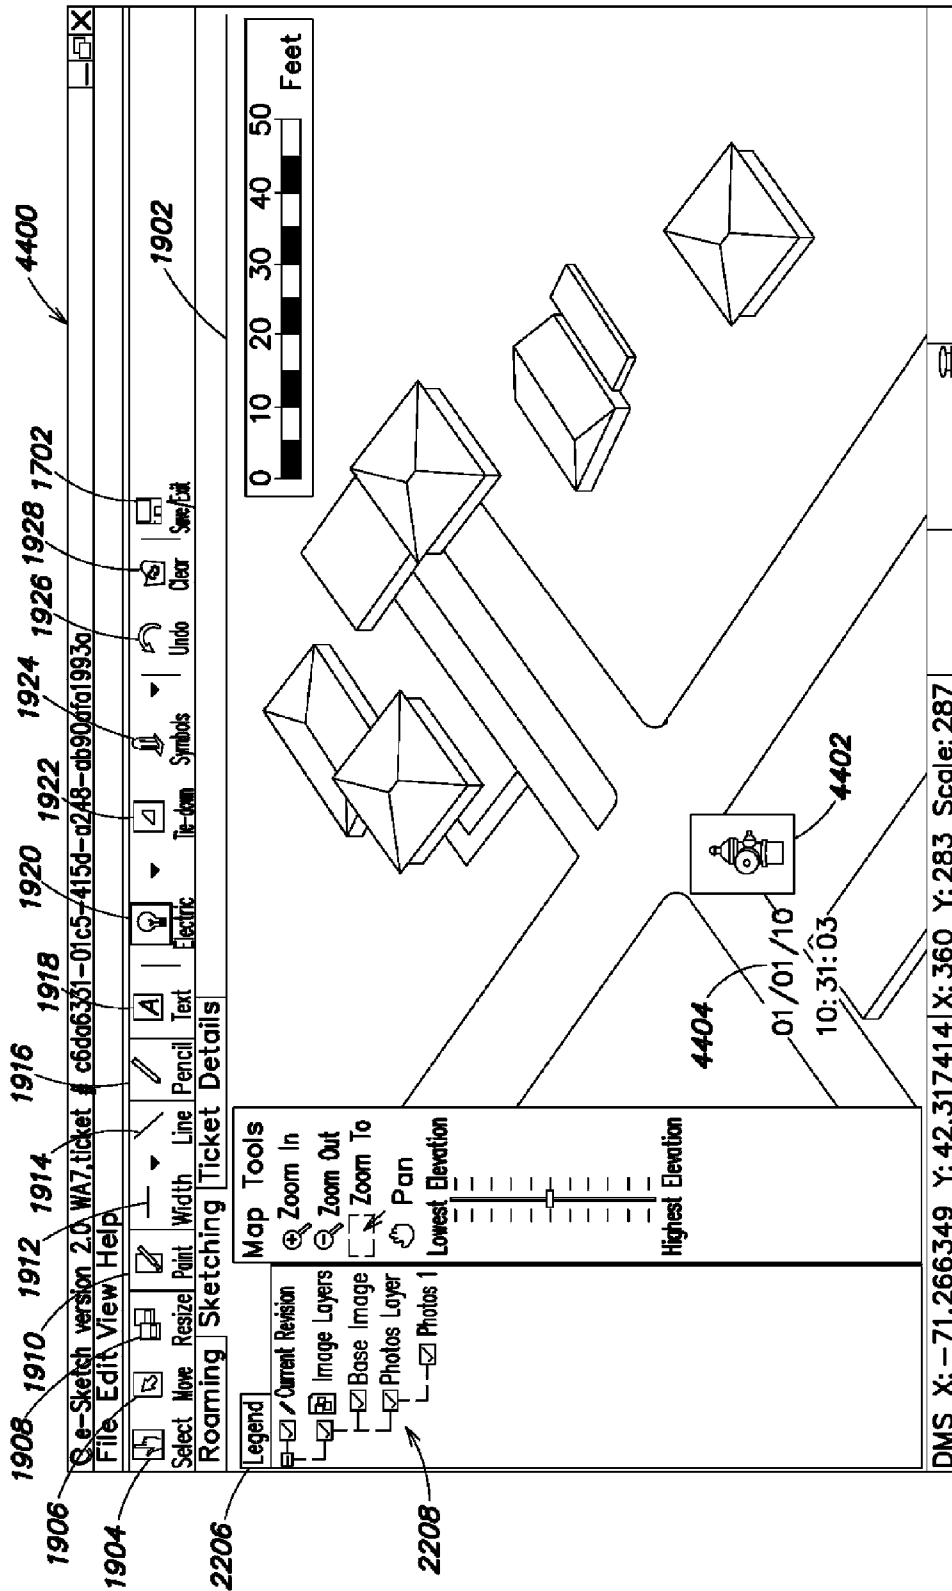 4400
1908 1910 1912 1914 1916 1918 1920 1922 1924 1926 1928 1702
1906
1904
2206
2208
1902
e-Sketch version 2.0 WA7.ticket # c6da6331-01c5-415d-a248-ab90afa1993a
File Edit View Help
Select Move Resize Paint Width Line Pencil Text Electric Tie-down Symbols Undo Clear Save/Exit
Roaming Sketching Ticket Details
Legend
Current Revision
Image Layers
Base Image
Photos Layer
Photos 1
Map Tools
Zoom In
Zoom Out
Zoom To
Pan
Lowest Elevation
Highest Elevation
0 10 20 30 40 50
Feet
4404
01/01/10
10:31:03
4402
DMS X:-71.266349 Y:42.317414 X:360 Y:283 Scale:287